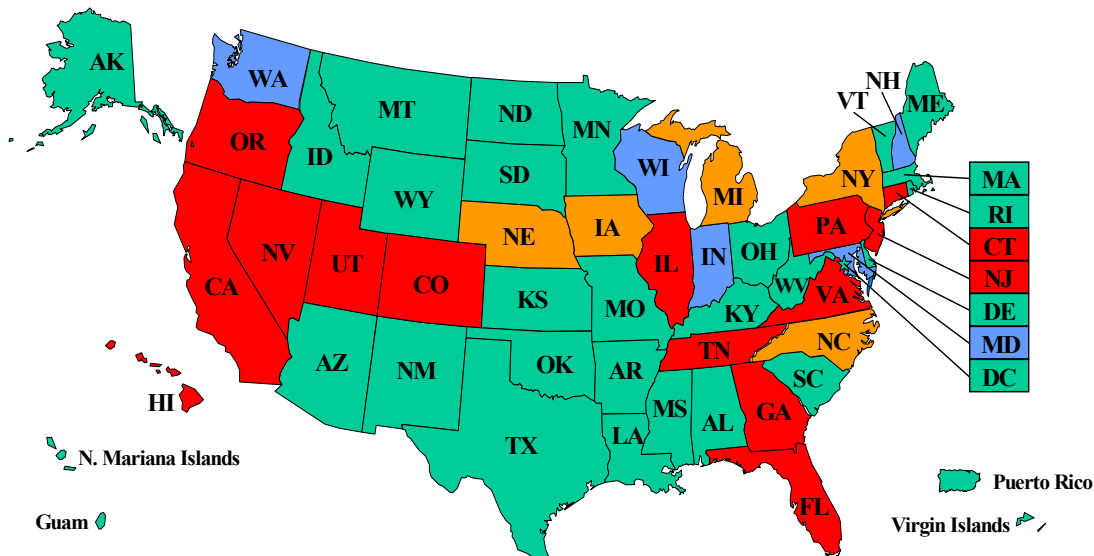 AK
WA
NH
VT
ME
MT
ND
MN
OR
ID
WI
SD
NY
MA
WY
MI
RI
PA
NE
IA
CT
NV
UT
IL
IN
OH
NJ
CA
CO
WV
VA
DE
KS
MO
KY
MD
NC
TN
AZ
NM
OK
AR
SC
DC
HI
MS
AL
GA
TX
LA
N. Mariana Islands
FL
Puerto Rico
Guam
Virgin Islands